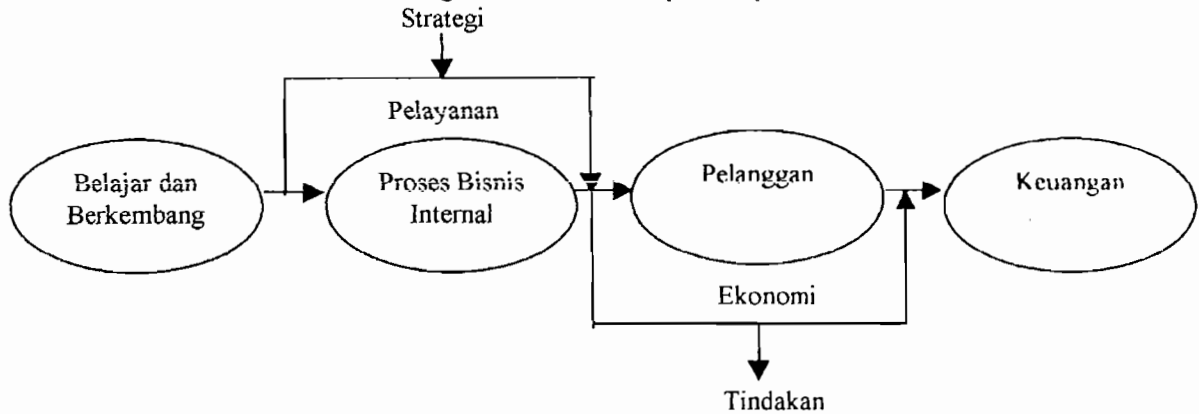 Strategi
Pelayanan
Belajar dan
Berkembang
Proses Bisnis
Internal
Pelanggan
Keuangan
Ekonomi
Tindakan